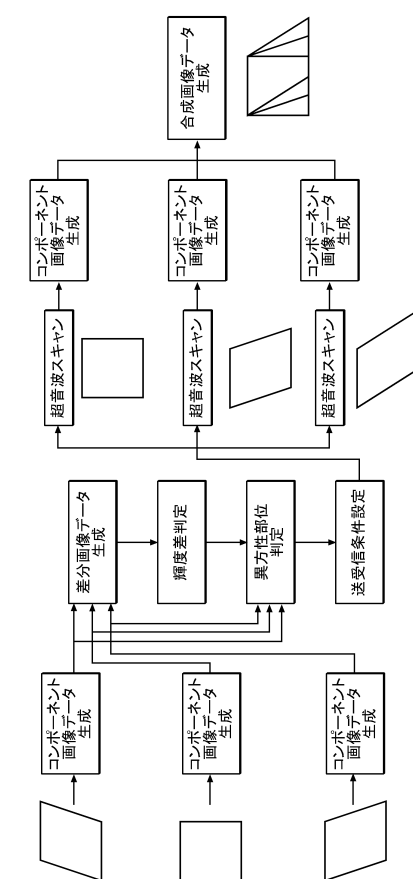 コンポーネント
画像データ
生成
コンポーネント
画像データ
生成
コンポーネント
画像データ
生成
差分画像データ
生成
輝度差判定
異方性部位
判定
送受信条件設定
超音波スキャン
超音波スキャン
超音波スキャン
コンポーネント
画像データ
生成
コンポーネント
画像データ
生成
コンポーネント
画像データ
生成
合成画像データ
生成